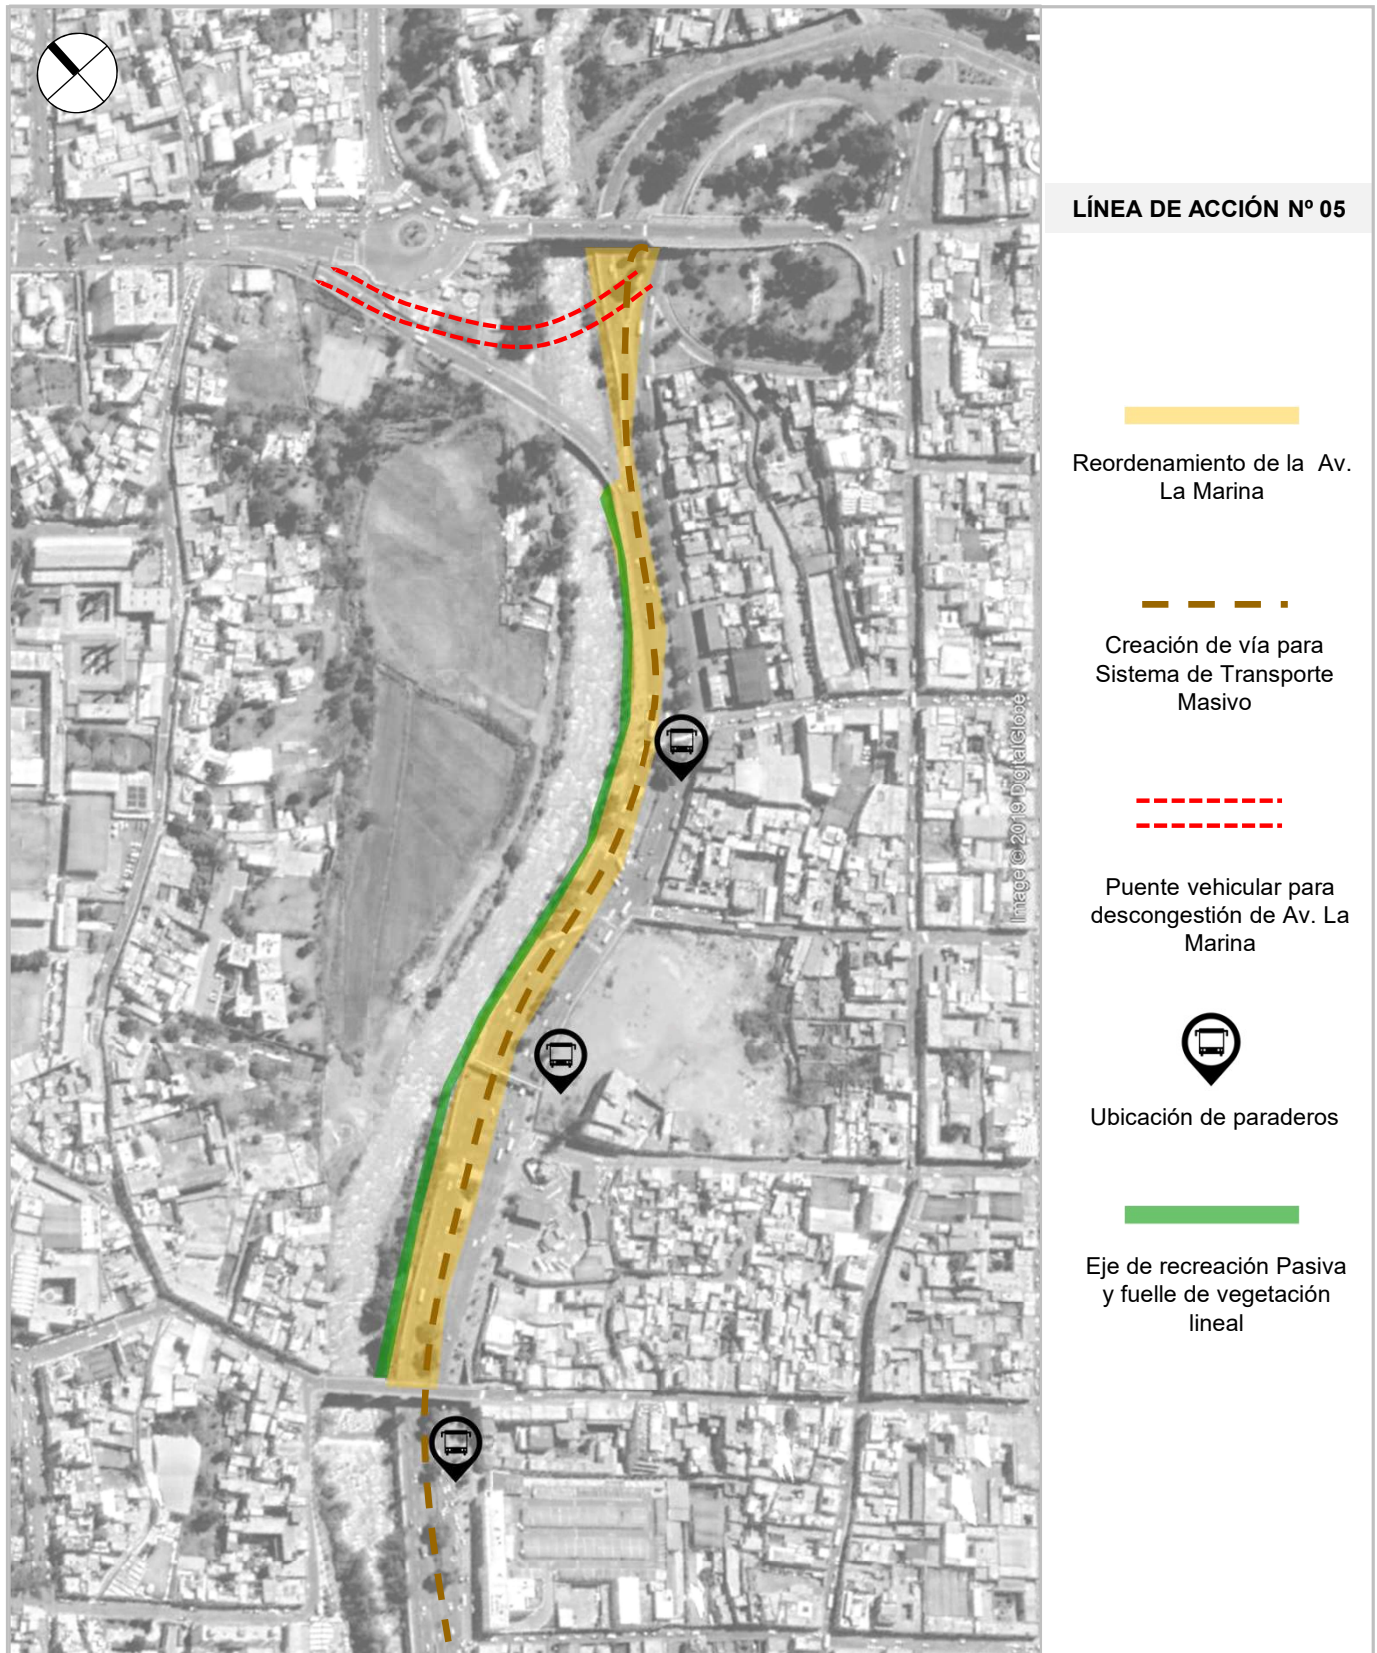 LÍNEA DE ACCIÓN Nº 05
Reordenamiento de la Av.
La Marina
Creación de vía para
Sistema de Transporte
Masivo
Image © 2019 DigitalGlobe
Puente vehicular para
descongestión de Av. La
Marina
Ubicación de paraderos
Eje de recreación Pasiva
y fuelle de vegetación
lineal